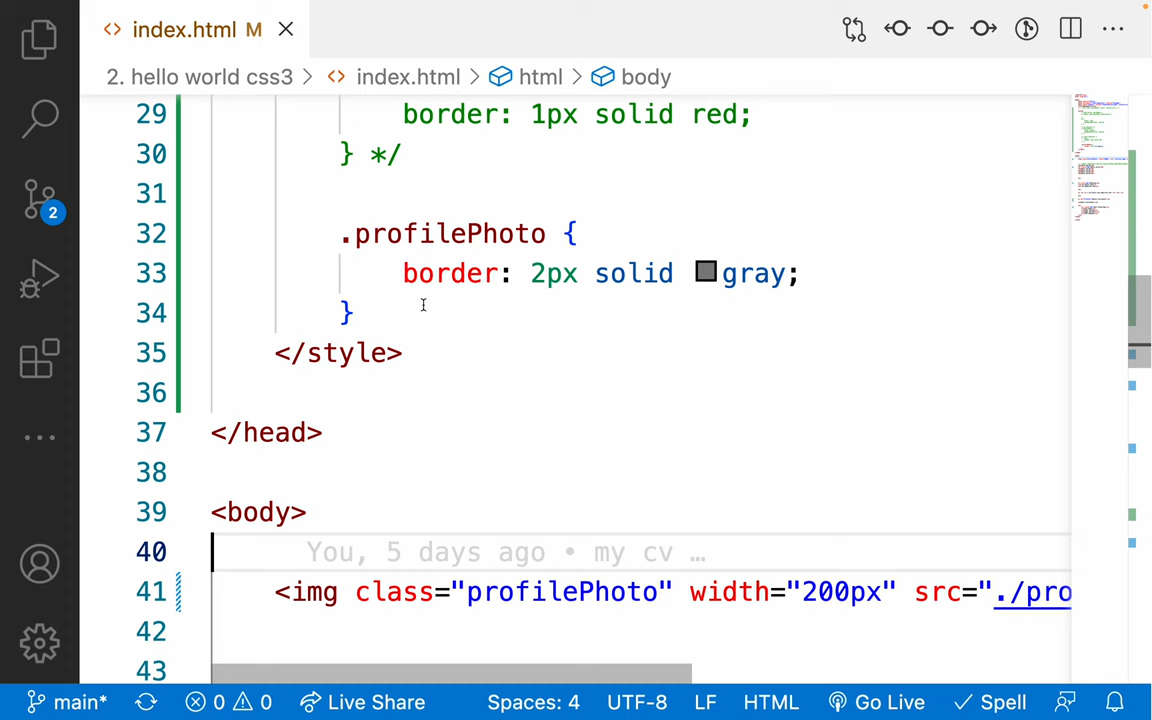 index.html M
2. hello world css3 > index.html > html > body
29 border: 1px solid red;
30 } */
31
32 .profilePhoto {
33 border: 2px solid gray;
34 }
35 </style>
36
37 </head>
38
39 <body>
40 You, 5 days ago • my cv …
41 <img class="profilePhoto" width="200px" src="./pro
42
43
2
main* 0 0 Live Share Spaces: 4 UTF-8 LF HTML Go Live Spell